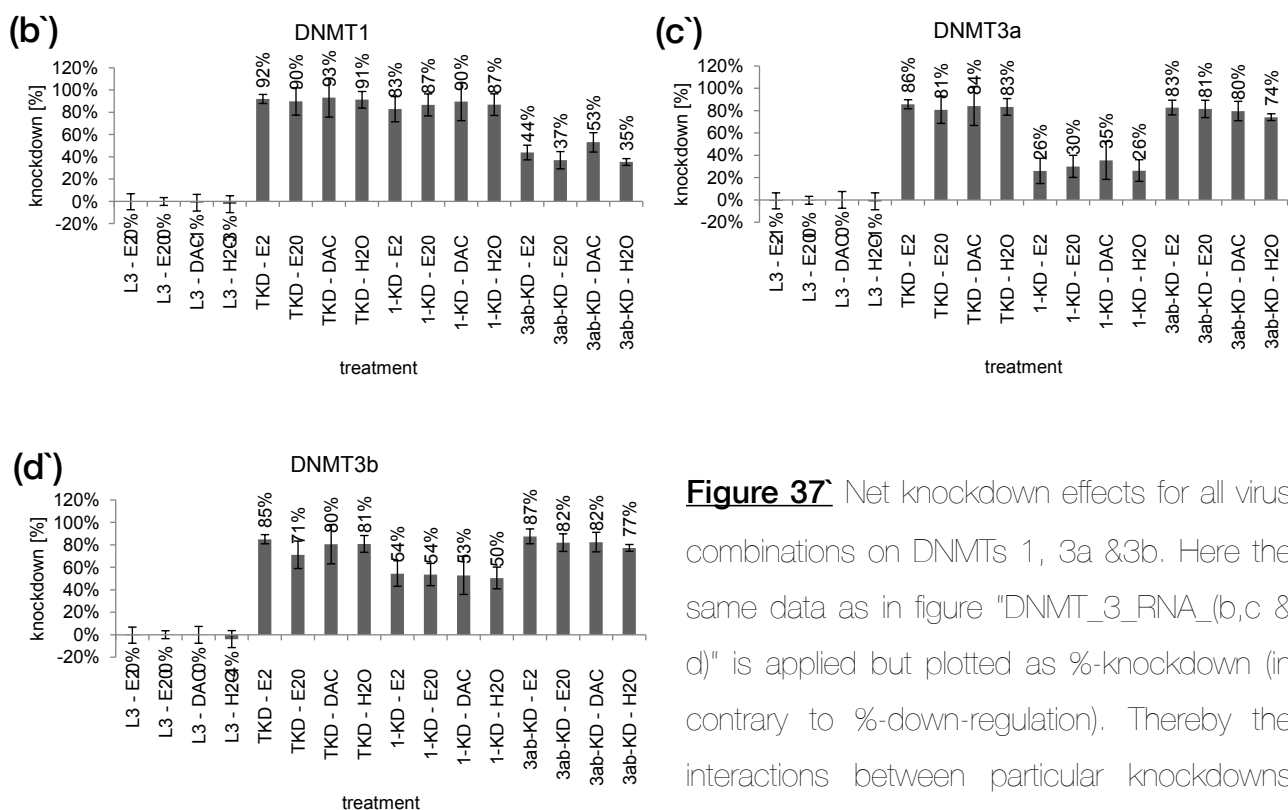 (b`)
DNMT1
knockdown [%]
120%
100%
80%
60%
40%
20%
0%
-20%
0%
0%
92%
90%
93%
91%
83%
87%
90%
87%
44%
37%
53%
35%
L3 - E2
L3 - E20
L3 - DAC
L3 - H2O
TKD - E2
TKD - E20
TKD - DAC
TKD - H2O
1-KD - E2
1-KD - E20
1-KD - DAC
1-KD - H2O
3ab-KD - E2
3ab-KD - E20
3ab-KD - DAC
3ab-KD - H2O
treatment
(c`)
DNMT3a
knockdown [%]
120%
100%
80%
60%
40%
20%
0%
-20%
0%
0%
86%
81%
84%
83%
26%
30%
35%
26%
83%
81%
80%
74%
L3 - E2
L3 - E20
L3 - DAC
L3 - H2O
TKD - E2
TKD - E20
TKD - DAC
TKD - H2O
1-KD - E2
1-KD - E20
1-KD - DAC
1-KD - H2O
3ab-KD - E2
3ab-KD - E20
3ab-KD - DAC
3ab-KD - H2O
treatment
(d`)
DNMT3b
knockdown [%]
120%
100%
80%
60%
40%
20%
0%
-20%
0%
0%
0%
85%
71%
80%
81%
54%
54%
53%
50%
87%
82%
82%
77%
L3 - E2
L3 - E20
L3 - DAC
L3 - H2O
TKD - E2
TKD - E20
TKD - DAC
TKD - H2O
1-KD - E2
1-KD - E20
1-KD - DAC
1-KD - H2O
3ab-KD - E2
3ab-KD - E20
3ab-KD - DAC
3ab-KD - H2O
treatment
Figure 37` Net knockdown effects for all virus
combinations on DNMTs 1, 3a &3b. Here the
same data as in figure "DNMT_3_RNA_(b,c &
d)" is applied but plotted as %-knockdown (in
contrary to %-down-regulation). Thereby the
interactions between particular knockdowns